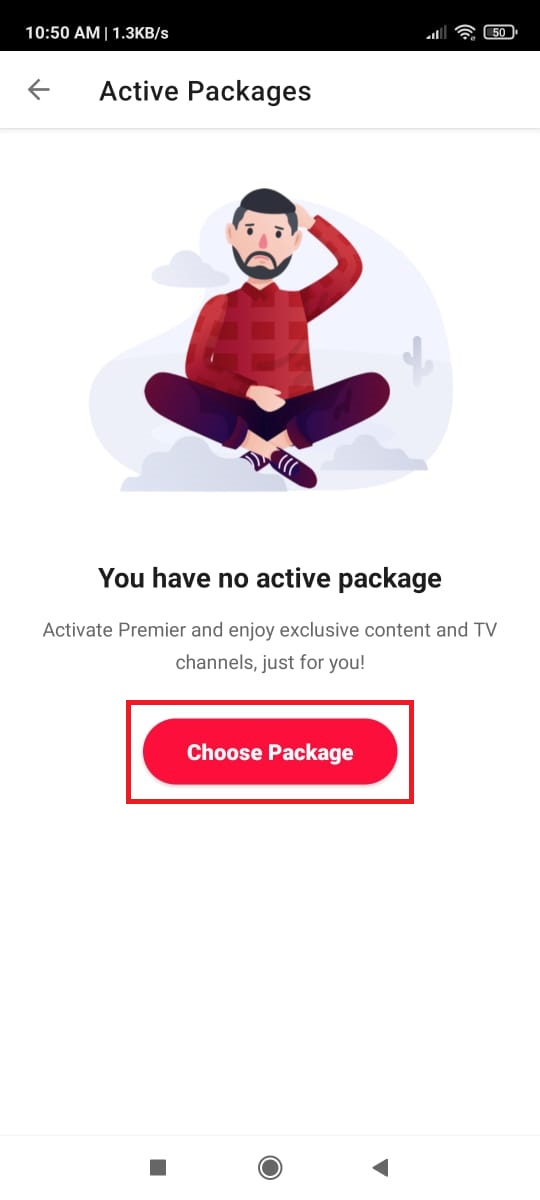 10:50 AM | 1.3KB/s
50
Active Packages
You have no active package
Activate Premier and enjoy exclusive content and TV
channels, just for you!
Choose Package